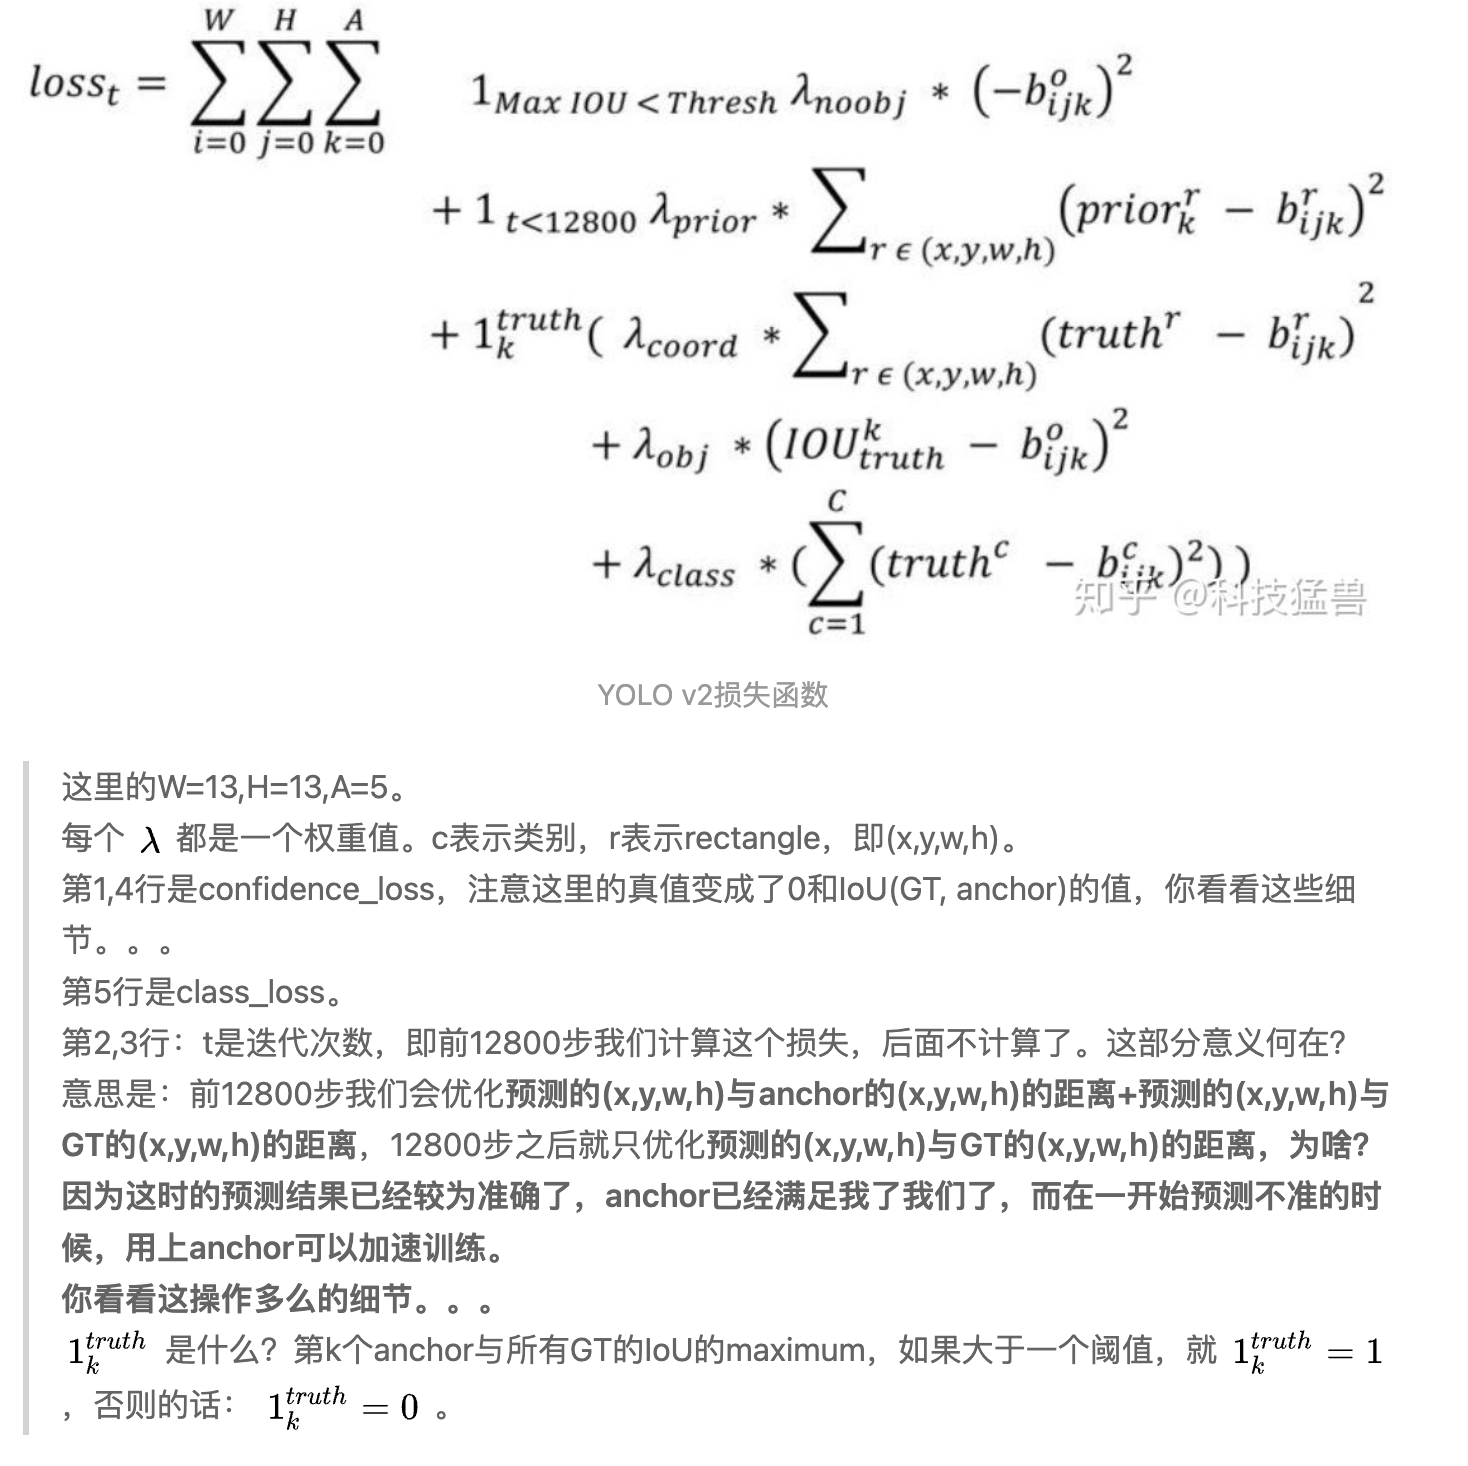 loss_t = \sum_{i=0}^{W} \sum_{j=0}^{H} \sum_{k=0}^{A} 1_{Max IOU < Thresh} λ_{noobj} * (-b_{ijk}^{o})^2
+ 1_{t<12800} λ_{prior} * \sum_{r ϵ (x,y,w,h)} (prior_k^r - b_{ijk}^r)^2
+ 1_k^{truth} ( λ_{coord} * \sum_{r ϵ (x,y,w,h)} (truth^r - b_{ijk}^r)^2
+ λ_{obj} * (IOU_{truth}^k - b_{ijk}^o)^2
+ λ_{class} * (\sum_{c=1}^{C} (truth^c - b_{ijk}^c)^2))
知乎 @科技猛兽
YOLO v2损失函数
这里的W=13,H=13,A=5。
每个 λ 都是一个权重值。c表示类别，r表示rectangle，即(x,y,w,h)。
第1,4行是confidence_loss，注意这里的真值变成了0和IoU(GT, anchor)的值，你看看这些细
节。。。
第5行是class_loss。
第2,3行：t是迭代次数，即前12800步我们计算这个损失，后面不计算了。这部分意义何在？
意思是：前12800步我们会优化预测的(x,y,w,h)与anchor的(x,y,w,h)的距离+预测的(x,y,w,h)与
GT的(x,y,w,h)的距离，12800步之后就只优化预测的(x,y,w,h)与GT的(x,y,w,h)的距离，为啥？
因为这时的预测结果已经较为准确了，anchor已经满足我了我们了，而在一开始预测不准的时
候，用上anchor可以加速训练。
你看看这操作多么的细节。。。
1_k^{truth} 是什么？第k个anchor与所有GT的IoU的maximum，如果大于一个阈值，就 1_k^{truth} = 1
，否则的话： 1_k^{truth} = 0 。